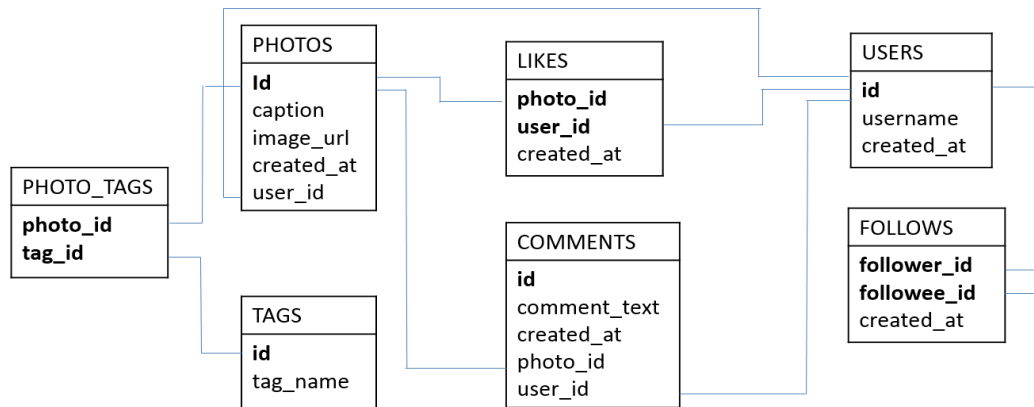 PHOTOS
Id
caption
image_url
created_at
user_id
LIKES
photo_id
user_id
created_at
USERS
id
username
created_at
PHOTO_TAGS
photo_id
tag_id
TAGS
id
tag_name
COMMENTS
id
comment_text
created_at
photo_id
user_id
FOLLOWS
follower_id
followee_id
created_at